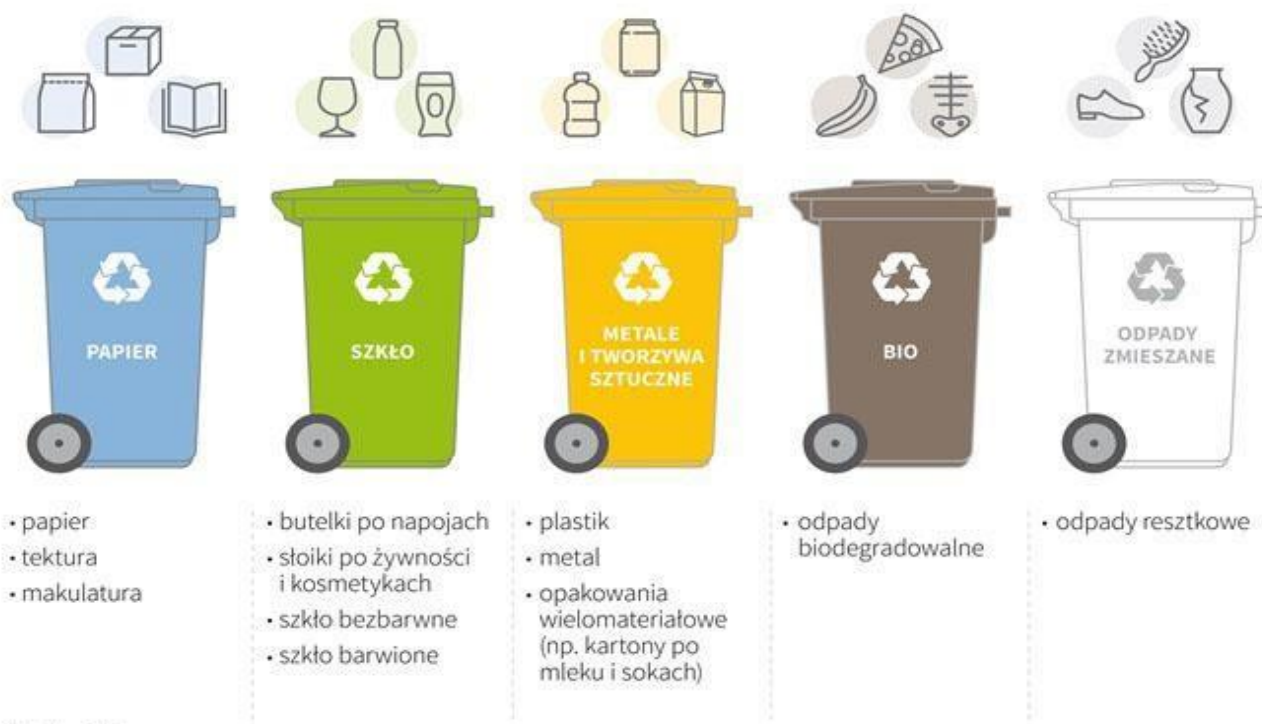 PAPIER
SZKŁO
METALE
I TWORZYWA
SZTUCZNE
BIO
ODPADY
ZMIESZANE
• papier
• tektura
• makulatura
• butelki po napojach
• słoiki po żywności
i kosmetykach
• szkło bezbarwne
• szkło barwione
• plastik
• metal
• opakowania
wielomateriałowe
(np. kartony po
mleku i sokach)
• odpady
biodegradowalne
• odpady resztkowe